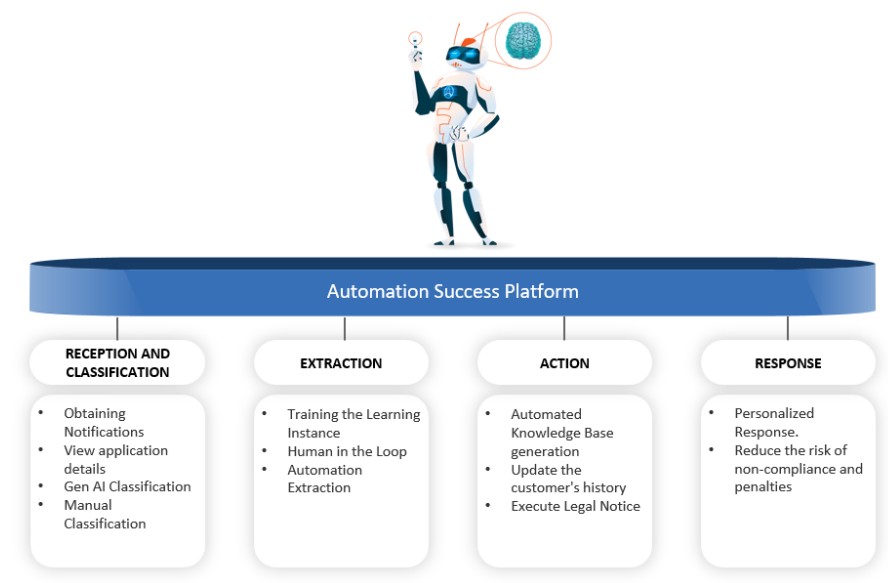 Automation Success Platform
RECEPTION AND
CLASSIFICATION
• Obtaining
Notifications
• View application
details
• Gen AI Classification
• Manual
Classification
EXTRACTION
• Training the Learning
Instance
• Human in the Loop
• Automation
Extraction
ACTION
• Automated
Knowledge Base
generation
• Update the
customer's history
• Execute Legal Notice
RESPONSE
• Personalized
Response.
• Reduce the risk of
non-compliance and
penalties